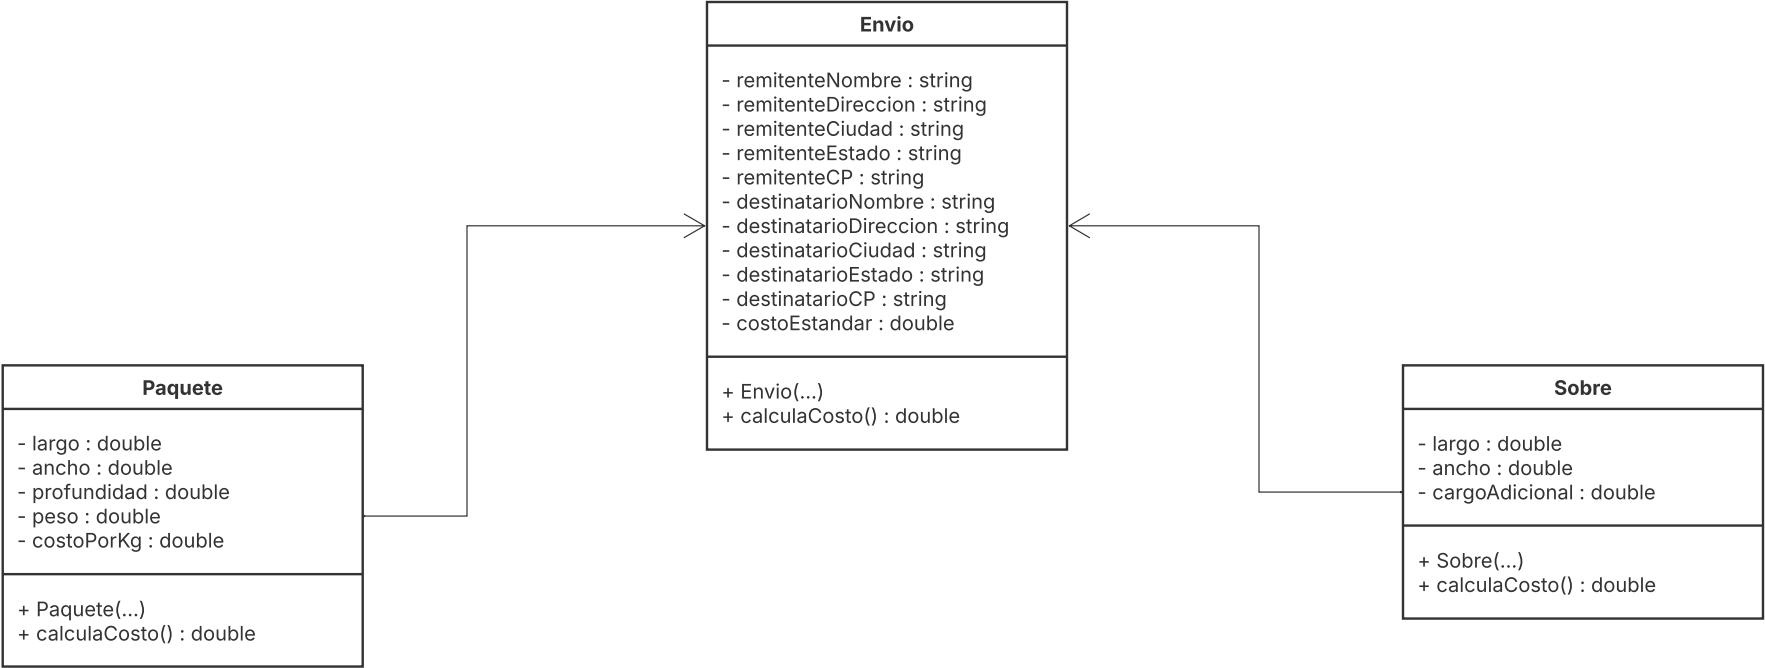 Envio
- remitenteNombre : string
- remitenteDireccion : string
- remitenteCiudad : string
- remitenteEstado : string
- remitenteCP : string
- destinatarioNombre : string
- destinatarioDireccion : string
- destinatarioCiudad : string
- destinatarioEstado : string
- destinatarioCP : string
- costoEstandar : double
+ Envio(...)
+ calculaCosto() : double
Paquete
- largo : double
- ancho : double
- profundidad : double
- peso : double
- costoPorKg : double
+ Paquete(...)
+ calculaCosto() : double
Sobre
- largo : double
- ancho : double
- cargoAdicional : double
+ Sobre(...)
+ calculaCosto() : double